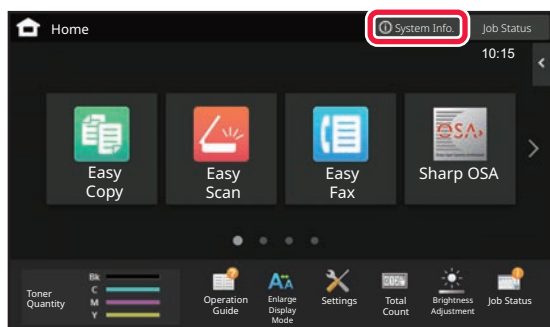 Home
System Info.
Job Status
10:15
Easy
Copy
Easy
Scan
Easy
Fax
OSA
Sharp OSA
Toner
Quantity
Bk
C
M
Y
Operation
Guide
Enlarge
Display
Mode
Settings
Total
Count
Brightness
Adjustment
Job Status